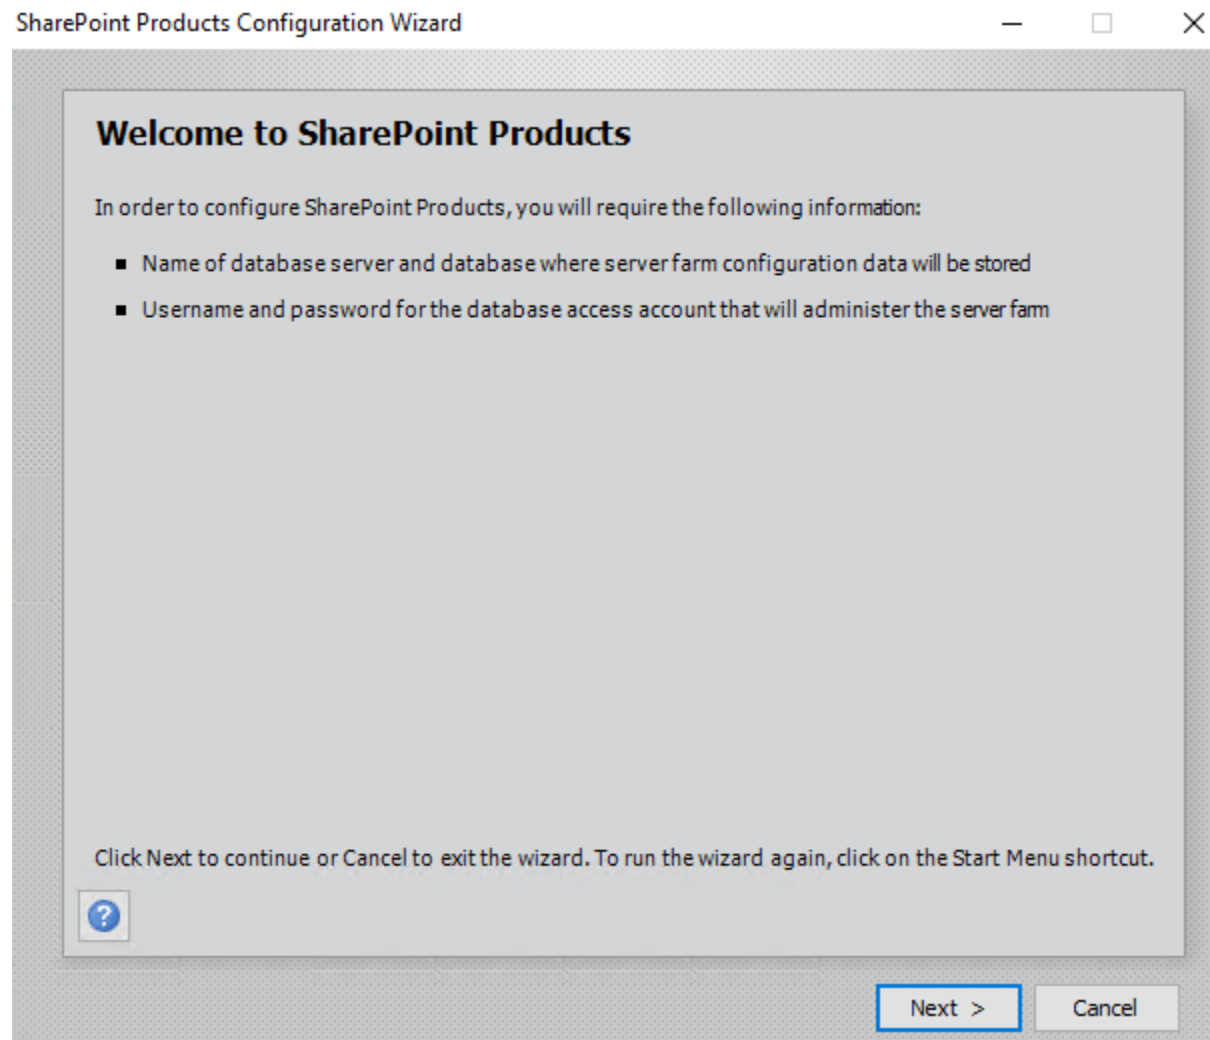 SharePoint Products Configuration Wizard
Welcome to SharePoint Products
In order to configure SharePoint Products, you will require the following information:
Name of database server and database where server farm configuration data will be stored
Username and password for the database access account that will administer the server farm
Click Next to continue or Cancel to exit the wizard. To run the wizard again, click on the Start Menu shortcut.
?
Next >
Cancel